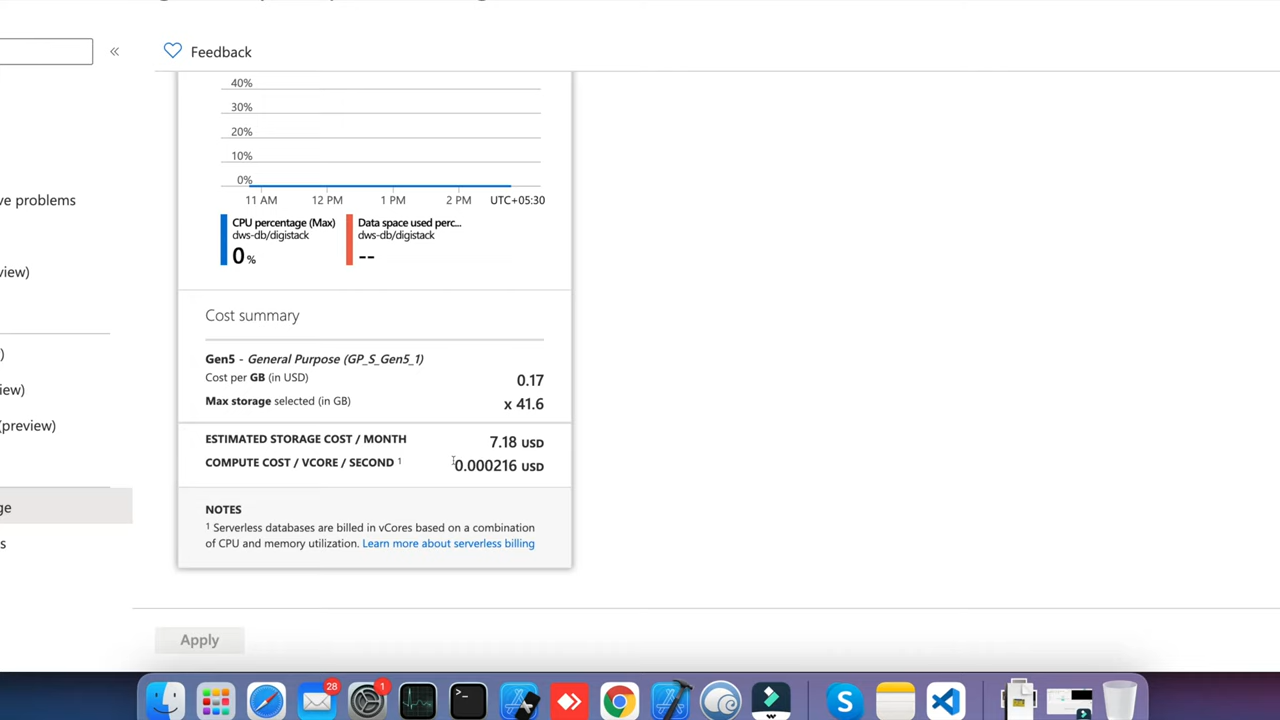 Feedback
40%
30%
20%
10%
0%
11 AM 12 PM 1 PM 2 PM UTC+05:30
CPU percentage (Max)
dws-db/digistack
0 %
Data space used perc...
dws-db/digistack
--
ve problems
view)
)
iew)
(preview)
ge
s
Cost summary
Gen5 - General Purpose (GP_S_Gen5_1)
Cost per GB (in USD) 0.17
Max storage selected (in GB) x 41.6
ESTIMATED STORAGE COST / MONTH 7.18 USD
COMPUTE COST / VCORE / SECOND 1 0.000216 USD
NOTES
1 Serverless databases are billed in vCores based on a combination
of CPU and memory utilization. Learn more about serverless billing
Apply
28
1